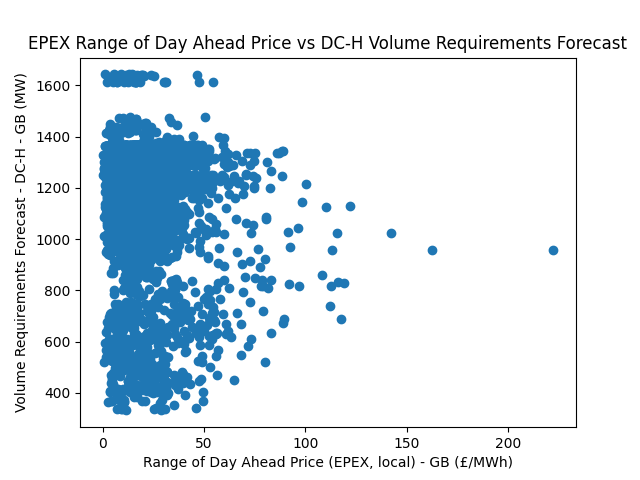 EPEX Range of Day Ahead Price vs DC-H Volume Requirements Forecast
Volume Requirements Forecast - DC-H - GB (MW)
1600
1400
1200
1000
800
600
400
0 50 100 150 200
Range of Day Ahead Price (EPEX, local) - GB (£/MWh)